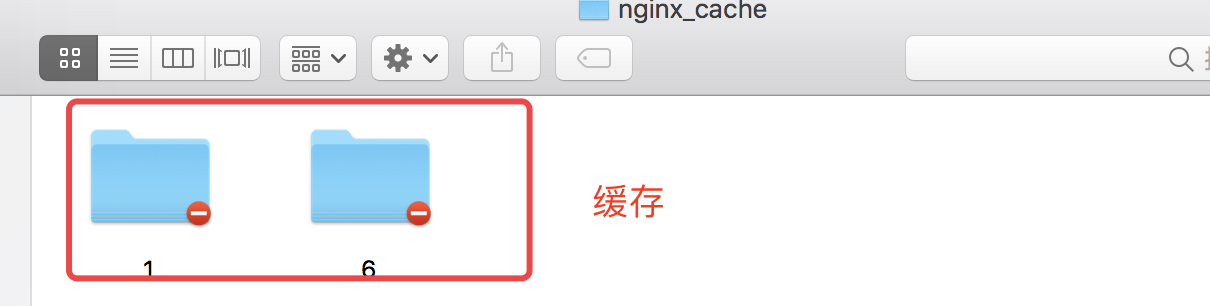 nginx_cache
缓存
1
6